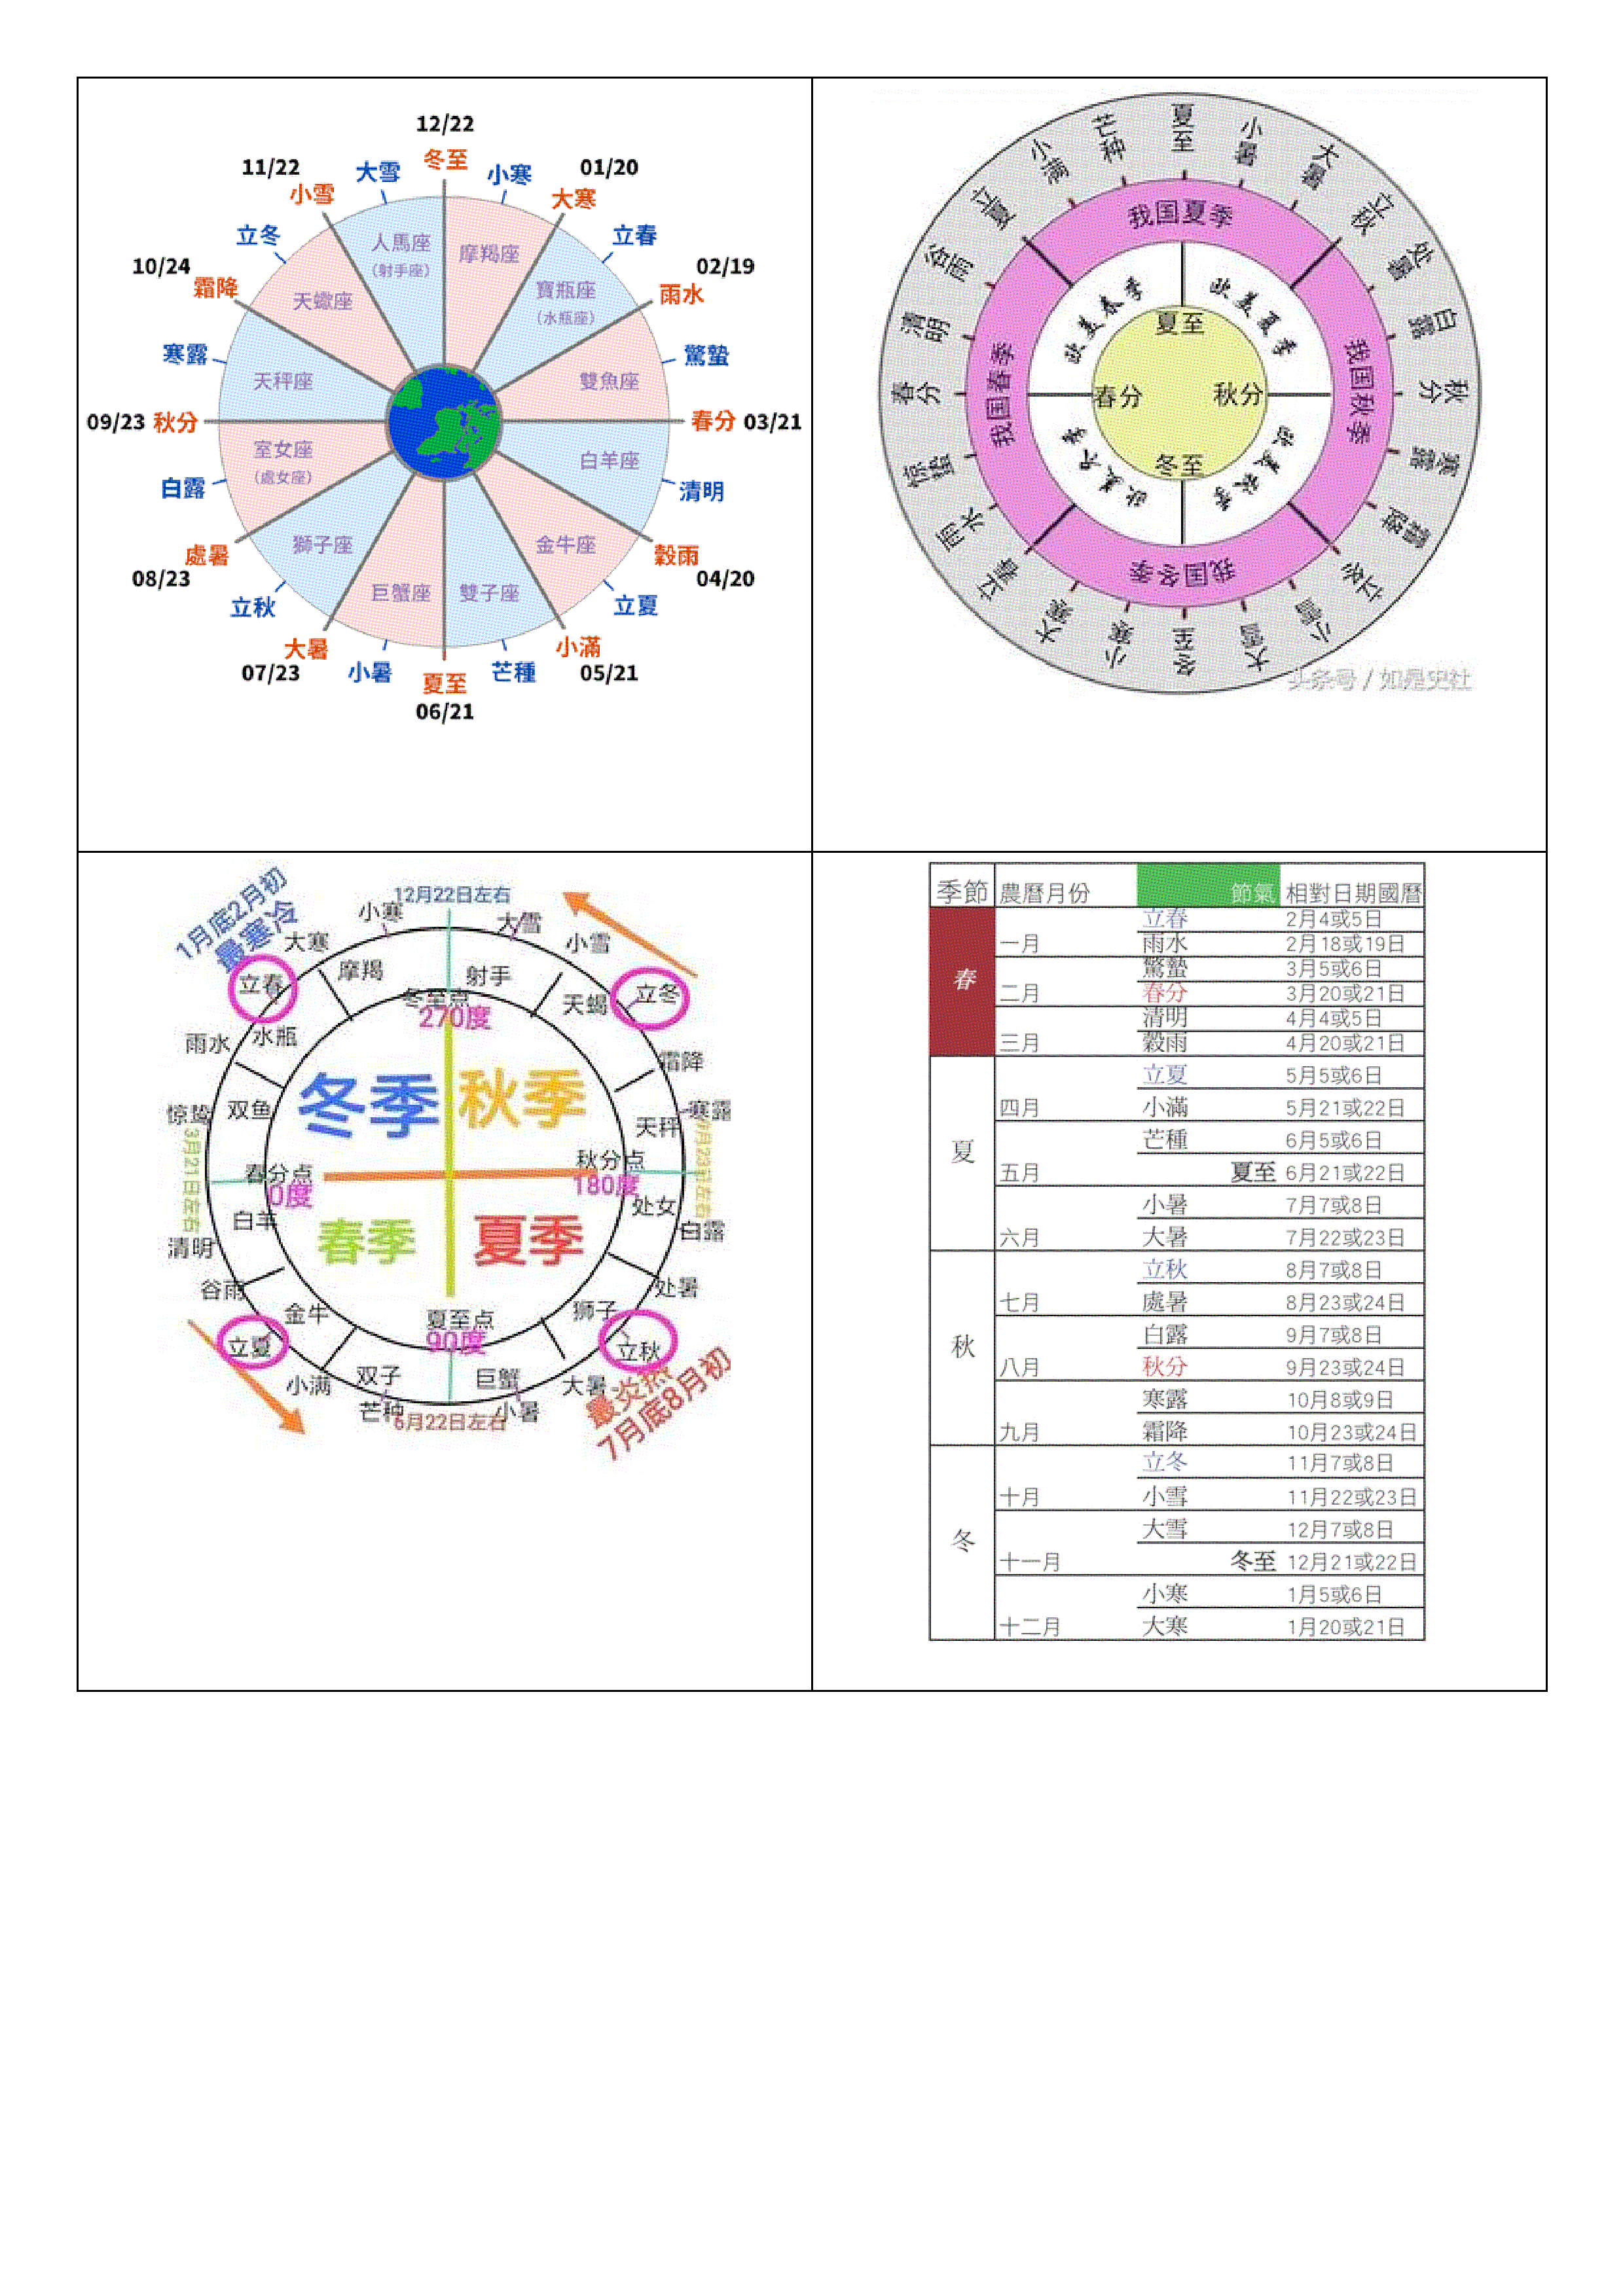 12/22
冬至
11/22
大雪
小寒
01/20
小雪
大寒
立冬
人馬座
(射手座)
摩羯座
立春
10/24
霜降
天蠍座
寶瓶座
(水瓶座)
02/19
雨水
寒露
天秤座
雙魚座
驚蟄
09/23 秋分
春分 03/21
室女座
(處女座)
白羊座
白露
清明
處暑
獅子座
金牛座
穀雨
08/23
04/20
立秋
巨蟹座
雙子座
立夏
大暑
小滿
07/23
小暑
芒種
05/21
夏至
06/21
夏至
小暑
大暑
立秋
处暑
白露
秋分
寒露
霜降
立冬
小雪
大雪
冬至
小寒
大寒
立春
雨水
惊蛰
春分
清明
谷雨
立夏
小满
芒种
我国夏季
我国秋季
我国冬季
我国春季
欧美春季
欧美夏季
欧美秋季
欧美冬季
夏至
春分
秋分
冬至
头条号 / 如是史社
1月底2月初
最寒冷
12月22日左右
小寒
大雪
大寒
小雪
立春
摩羯
射手
天蝎
立冬
冬至点
270度
雨水
水瓶
霜降
冬季
秋季
惊蛰
双鱼
天秤
寒露
3月21日左右
春分点
0度
秋分点
180度
9月23日左右
白羊
处女
清明
春季
夏季
白露
谷雨
金牛
夏至点
90度
狮子
处暑
立夏
立秋
小满
双子
巨蟹
大暑
芒种
6月22日左右
小暑
最炎热
7月底8月初
季節 農曆月份 節氣 相對日期國曆
春
立春 2月4或5日
一月 雨水 2月18或19日
驚蟄 3月5或6日
二月 春分 3月20或21日
清明 4月4或5日
三月 穀雨 4月20或21日
夏
立夏 5月5或6日
四月 小滿 5月21或22日
芒種 6月5或6日
五月 夏至 6月21或22日
小暑 7月7或8日
六月 大暑 7月22或23日
秋
立秋 8月7或8日
七月 處暑 8月23或24日
白露 9月7或8日
八月 秋分 9月23或24日
寒露 10月8或9日
九月 霜降 10月23或24日
冬
立冬 11月7或8日
十月 小雪 11月22或23日
大雪 12月7或8日
十一月 冬至 12月21或22日
小寒 1月5或6日
十二月 大寒 1月20或21日